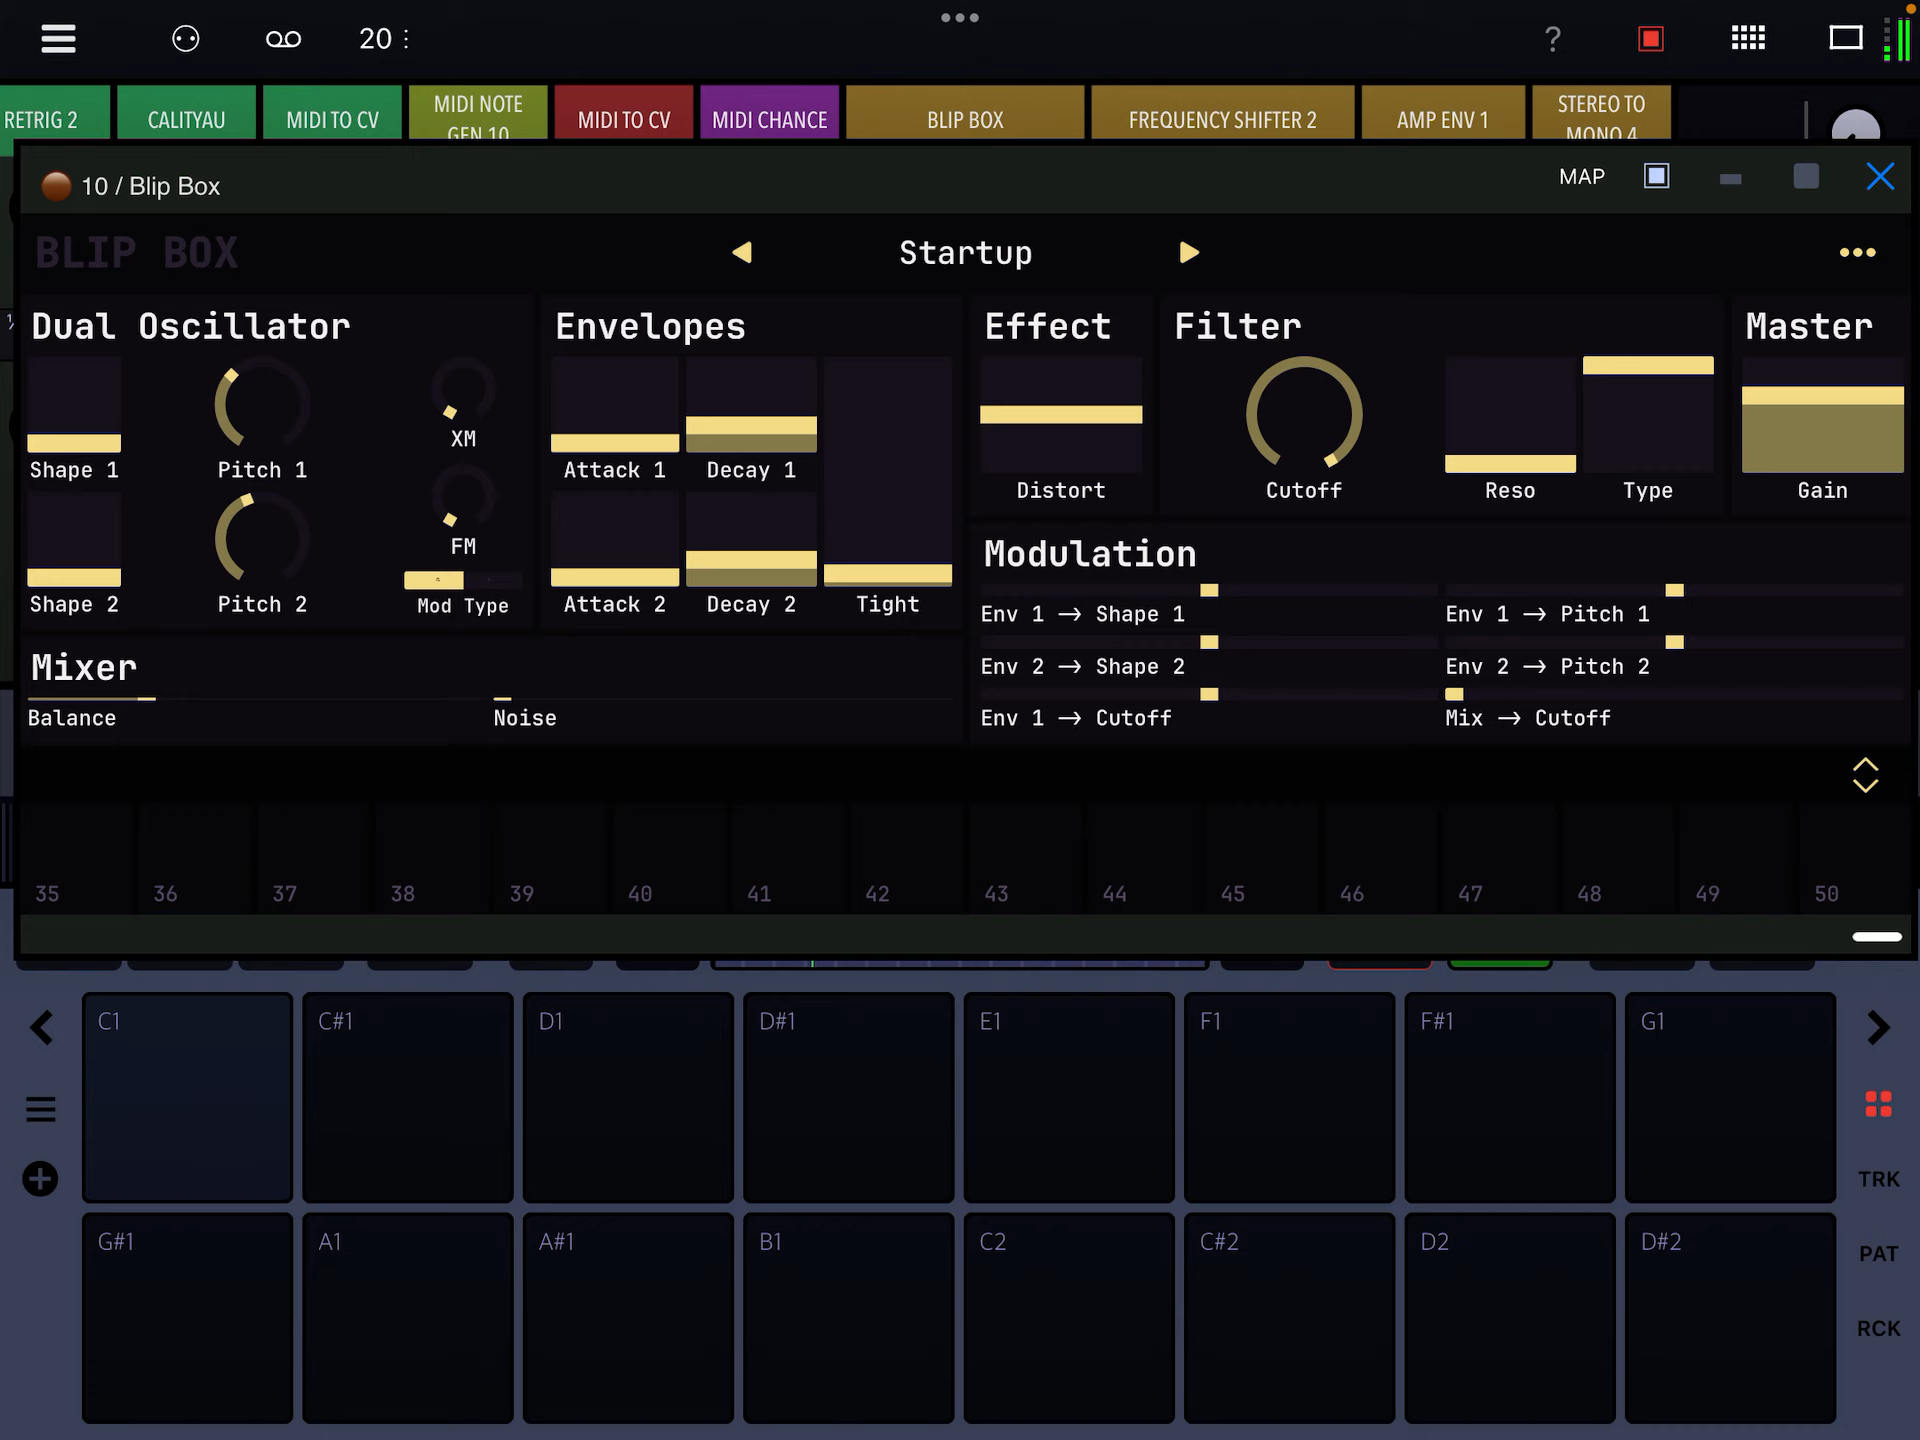 20
?
RETRIG 2
CALITYAU
MIDI TO CV
MIDI NOTE
GEN 10
MIDI TO CV
MIDI CHANCE
BLIP BOX
FREQUENCY SHIFTER 2
AMP ENV 1
STEREO TO
MONO 4
10 / Blip Box
MAP
BLIP BOX
Startup
Dual Oscillator
Envelopes
Effect
Filter
Master
Shape 1
Pitch 1
XM
Attack 1
Decay 1
Distort
Cutoff
Reso
Type
Gain
FM
Shape 2
Pitch 2
Mod Type
Attack 2
Decay 2
Tight
Modulation
Env 1 → Shape 1
Env 1 → Pitch 1
Env 2 → Shape 2
Env 2 → Pitch 2
Env 1 → Cutoff
Mix → Cutoff
Mixer
Balance
Noise
35 36 37 38 39 40 41 42 43 44 45 46 47 48 49 50
C1 C#1 D1 D#1 E1 F1 F#1 G1
TRK
G#1 A1 A#1 B1 C2 C#2 D2 D#2
PAT
RCK